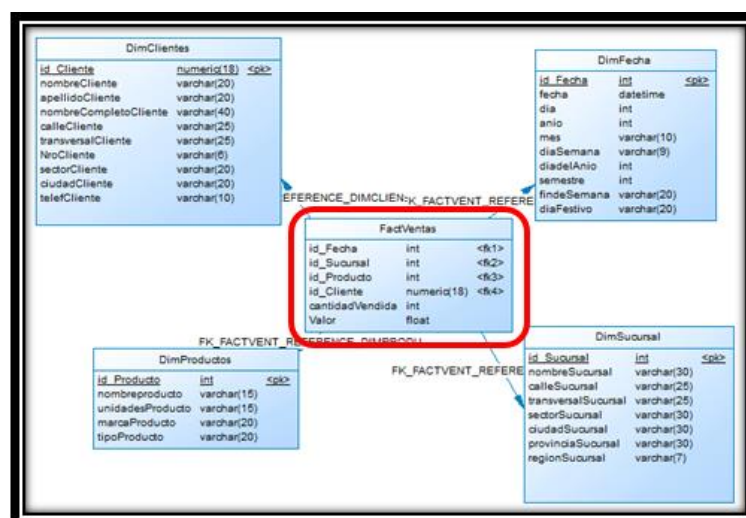 DimClientes
id_Cliente numeric(18) <pk>
nombreCliente varchar(20)
apellidoCliente varchar(20)
nombreCompletoCliente varchar(40)
calleCliente varchar(25)
transversalCliente varchar(25)
NroCliente varchar(6)
sectorCliente varchar(20)
ciudadCliente varchar(20)
telefCliente varchar(10)
DimFecha
id_Fecha int <pk>
fecha datetime
dia int
anio int
mes varchar(10)
diaSemana varchar(9)
diadelAnio int
semestre int
findeSemana varchar(20)
diaFestivo varchar(20)
EFERENCE_DIMCLIEN
K_FACTVENT_REFERE
FactVentas
id_Fecha int <fk1>
id_Sucursal int <fk2>
id_Producto int <fk3>
id_Cliente numeric(18) <fk4>
cantidadVendida int
Valor float
FK_FACTVENT_REFERENCE_DIMPRODU
DimProductos
id_Producto int <pk>
nombreproducto varchar(15)
unidadesProducto varchar(15)
marcaProducto varchar(20)
tipoProducto varchar(20)
FK_FACTVENT_REFERE
DimSucursal
id_Sucursal int <pk>
nombreSucursal varchar(30)
calleSucursal varchar(25)
transversalSucursal varchar(25)
sectorSucursal varchar(30)
ciudadSucursal varchar(30)
provinciaSucursal varchar(30)
regionSucursal varchar(7)